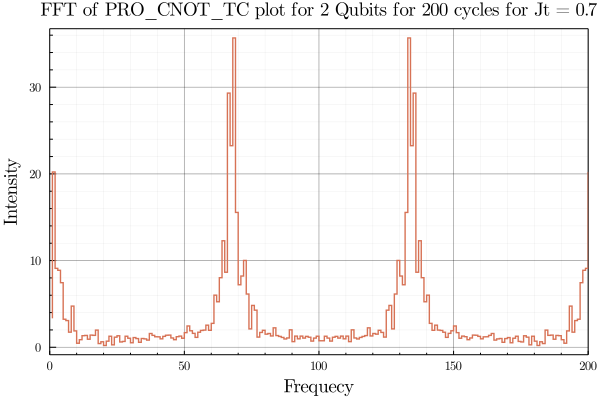 FFT of PRO_CNOT_TC plot for 2 Qubits for 200 cycles for Jt = 0.7
30
20
10
0
Intensity
0 50 100 150 200
Frequecy